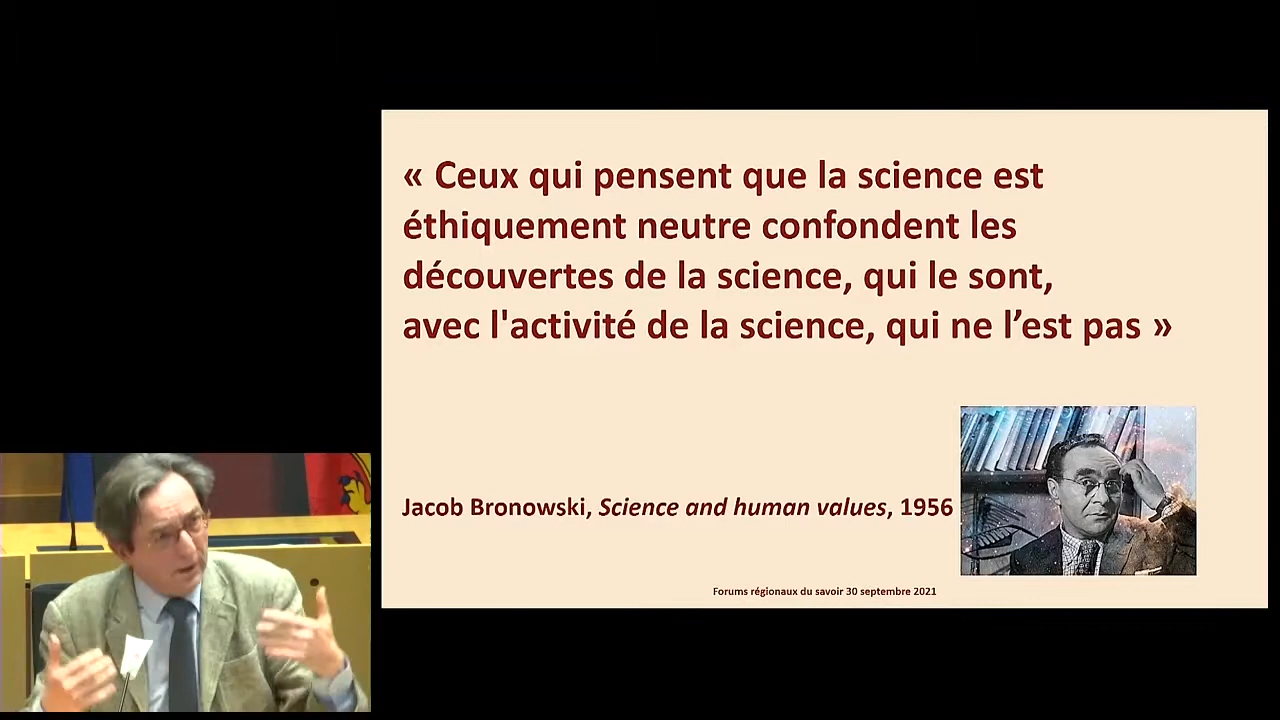 « Ceux qui pensent que la science est
éthiquement neutre confondent les
découvertes de la science, qui le sont,
avec l'activité de la science, qui ne l’est pas »
Jacob Bronowski, Science and human values, 1956
Forums régionaux du savoir 30 septembre 2021